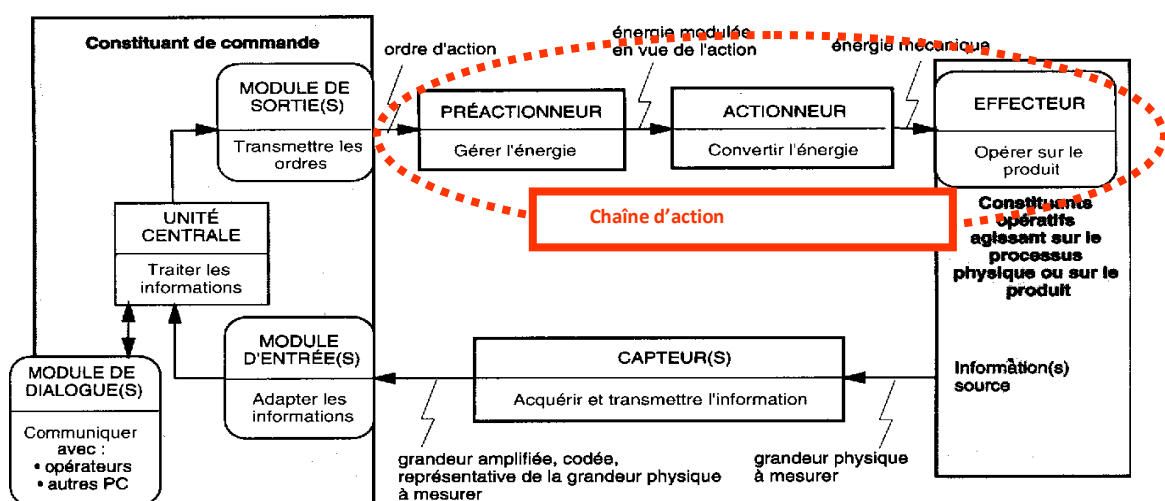 Constituant de commande
ordre d'action
énergie modulée
en vue de l'action
énergie mécanique
MODULE DE
SORTIE(S)
Transmettre les
ordres
PRÉACTIONNEUR
Gérer l'énergie
ACTIONNEUR
Convertir l'énergie
EFFECTEUR
Opérer sur le
produit
Chaîne d'action
Constituants
opératifs
agissant sur le
processus
physique ou sur le
produit
UNITÉ
CENTRALE
Traiter les
informations
MODULE
D'ENTRÉE(S)
Adapter les
informations
CAPTEUR(S)
Acquérir et transmettre l'information
Information(s)
source
MODULE DE
DIALOGUE(S)
Communiquer
avec :
• opérateurs
• autres PC
grandeur amplifiée, codée,
représentative de la grandeur physique
à mesurer
grandeur physique
à mesurer